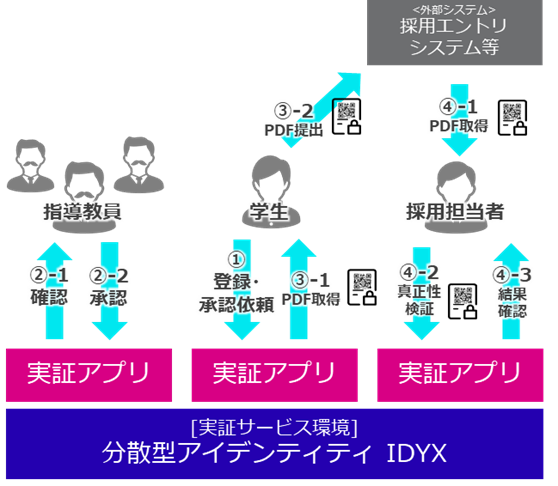 <外部システム>
採用エントリ
システム等
③-2
PDF提出
④-1
PDF取得
指導教員
学生
採用担当者
②-1
確認
②-2
承認
①
登録・
承認依頼
③-1
PDF取得
④-2
真正性
検証
④-3
結果
確認
実証アプリ
実証アプリ
実証アプリ
[実証サービス環境]
分散型アイデンティティ IDYX